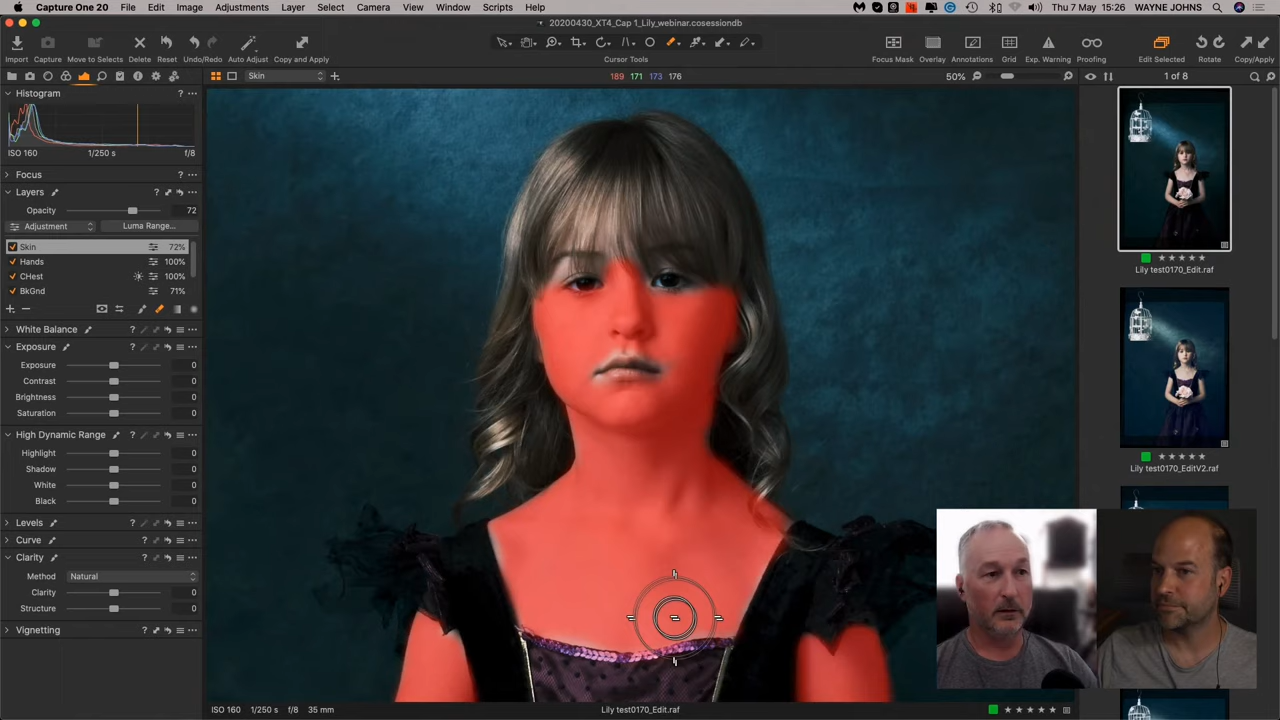 Capture One 20 File Edit Image Adjustments Layer Select Camera View Window Scripts Help Thu 7 May 15:26 WAYNE JOHNS
20200430_XT4_Cap 1_Lily_webinar.cosessiondb
Import Capture Move to Selects Delete Reset Undo/Redo Auto Adjust Copy and Apply Cursor Tools Focus Mask Overlay Annotations Grid Exp. Warning Proofing Edit Selected Rotate Copy/Apply
Skin 189 171 173 176 50% 1 of 8
Histogram ?
ISO 160 1/250 s f/8
Focus ?
Layers ?
Opacity 72
Adjustment Luma Range...
Skin 72%
Hands 100%
CHest 100%
BkGnd 71%
White Balance ?
Exposure ?
Exposure 0
Contrast 0
Brightness 0
Saturation 0
High Dynamic Range ?
Highlight 0
Shadow 0
White 0
Black 0
Levels ?
Curve ?
Clarity ?
Method Natural
Clarity 0
Structure 0
Vignetting ?
ISO 160 1/250 s f/8 35 mm Lily test0170_Edit.raf
Lily test0170_Edit.raf
Lily test0170_EditV2.raf